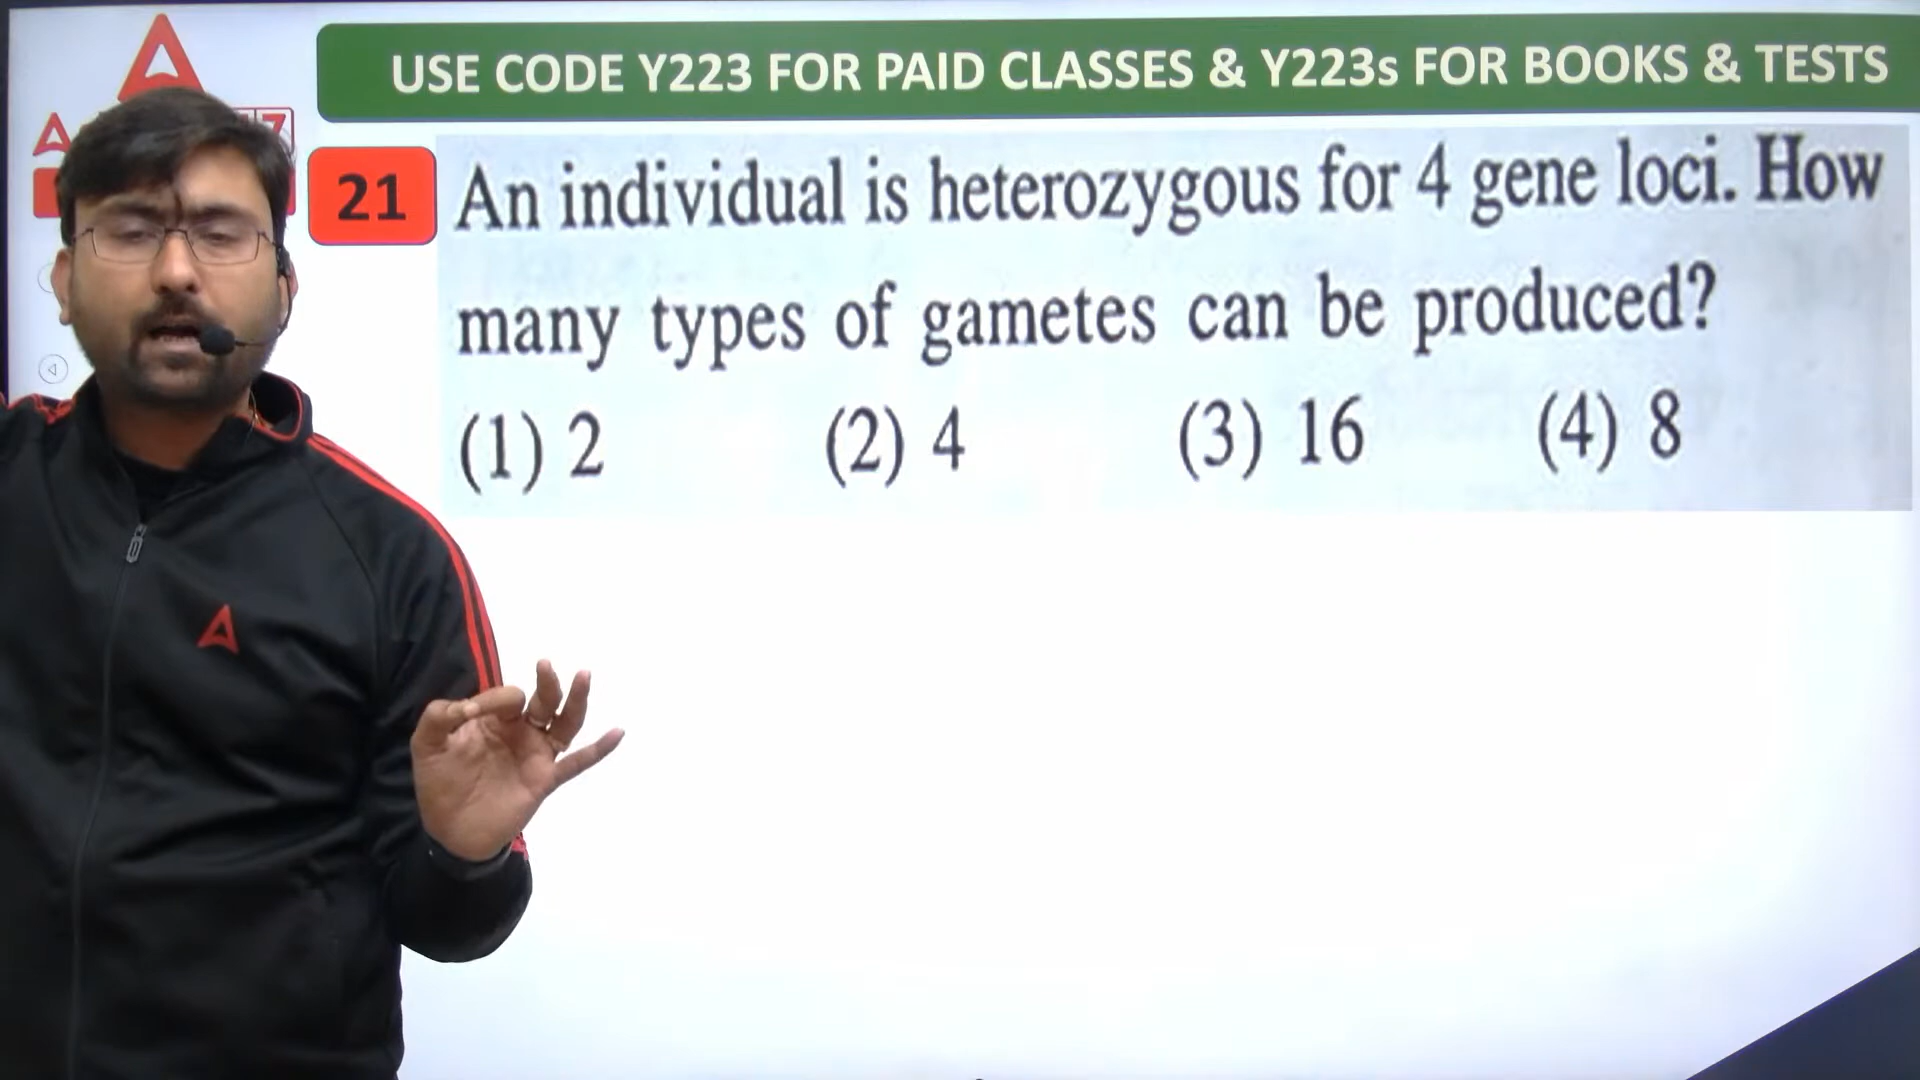 USE CODE Y223 FOR PAID CLASSES & Y223s FOR BOOKS & TESTS
21
An individual is heterozygous for 4 gene loci. How
many types of gametes can be produced?
(1) 2 (2) 4 (3) 16 (4) 8